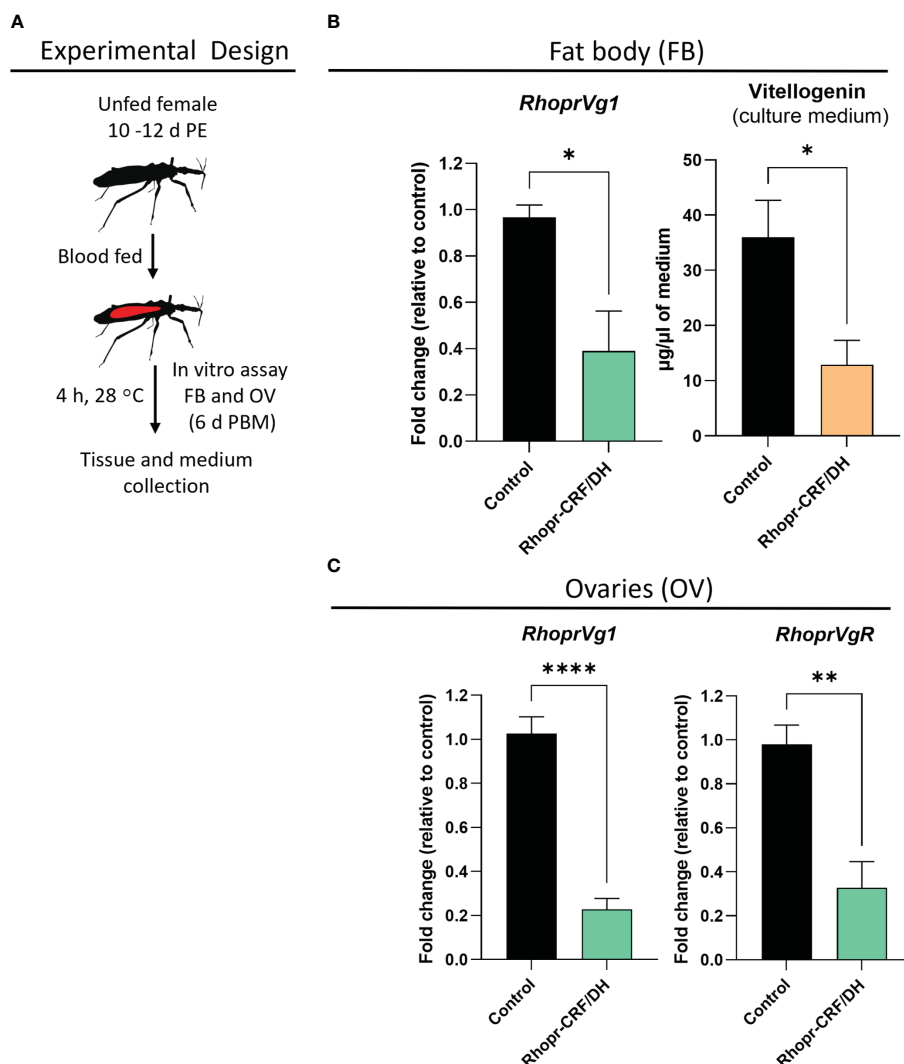 A
Experimental Design
Unfed female
10 -12 d PE
Blood fed
4 h, 28 °C
In vitro assay
FB and OV
(6 d PBM)
Tissue and medium
collection
B
Fat body (FB)
RhoprVg1
Fold change (relative to control)
1.2
1.0
0.8
0.6
0.4
0.2
0.0
*
Control
Rhopr-CRF/DH
Vitellogenin
(culture medium)
µg/µl of medium
50
40
30
20
10
0
*
Control
Rhopr-CRF/DH
C
Ovaries (OV)
RhoprVg1
Fold change (relative to control)
1.2
1.0
0.8
0.6
0.4
0.2
0.0
****
Control
Rhopr-CRF/DH
RhoprVgR
Fold change (relative to control)
1.2
1.0
0.8
0.6
0.4
0.2
0.0
**
Control
Rhopr-CRF/DH